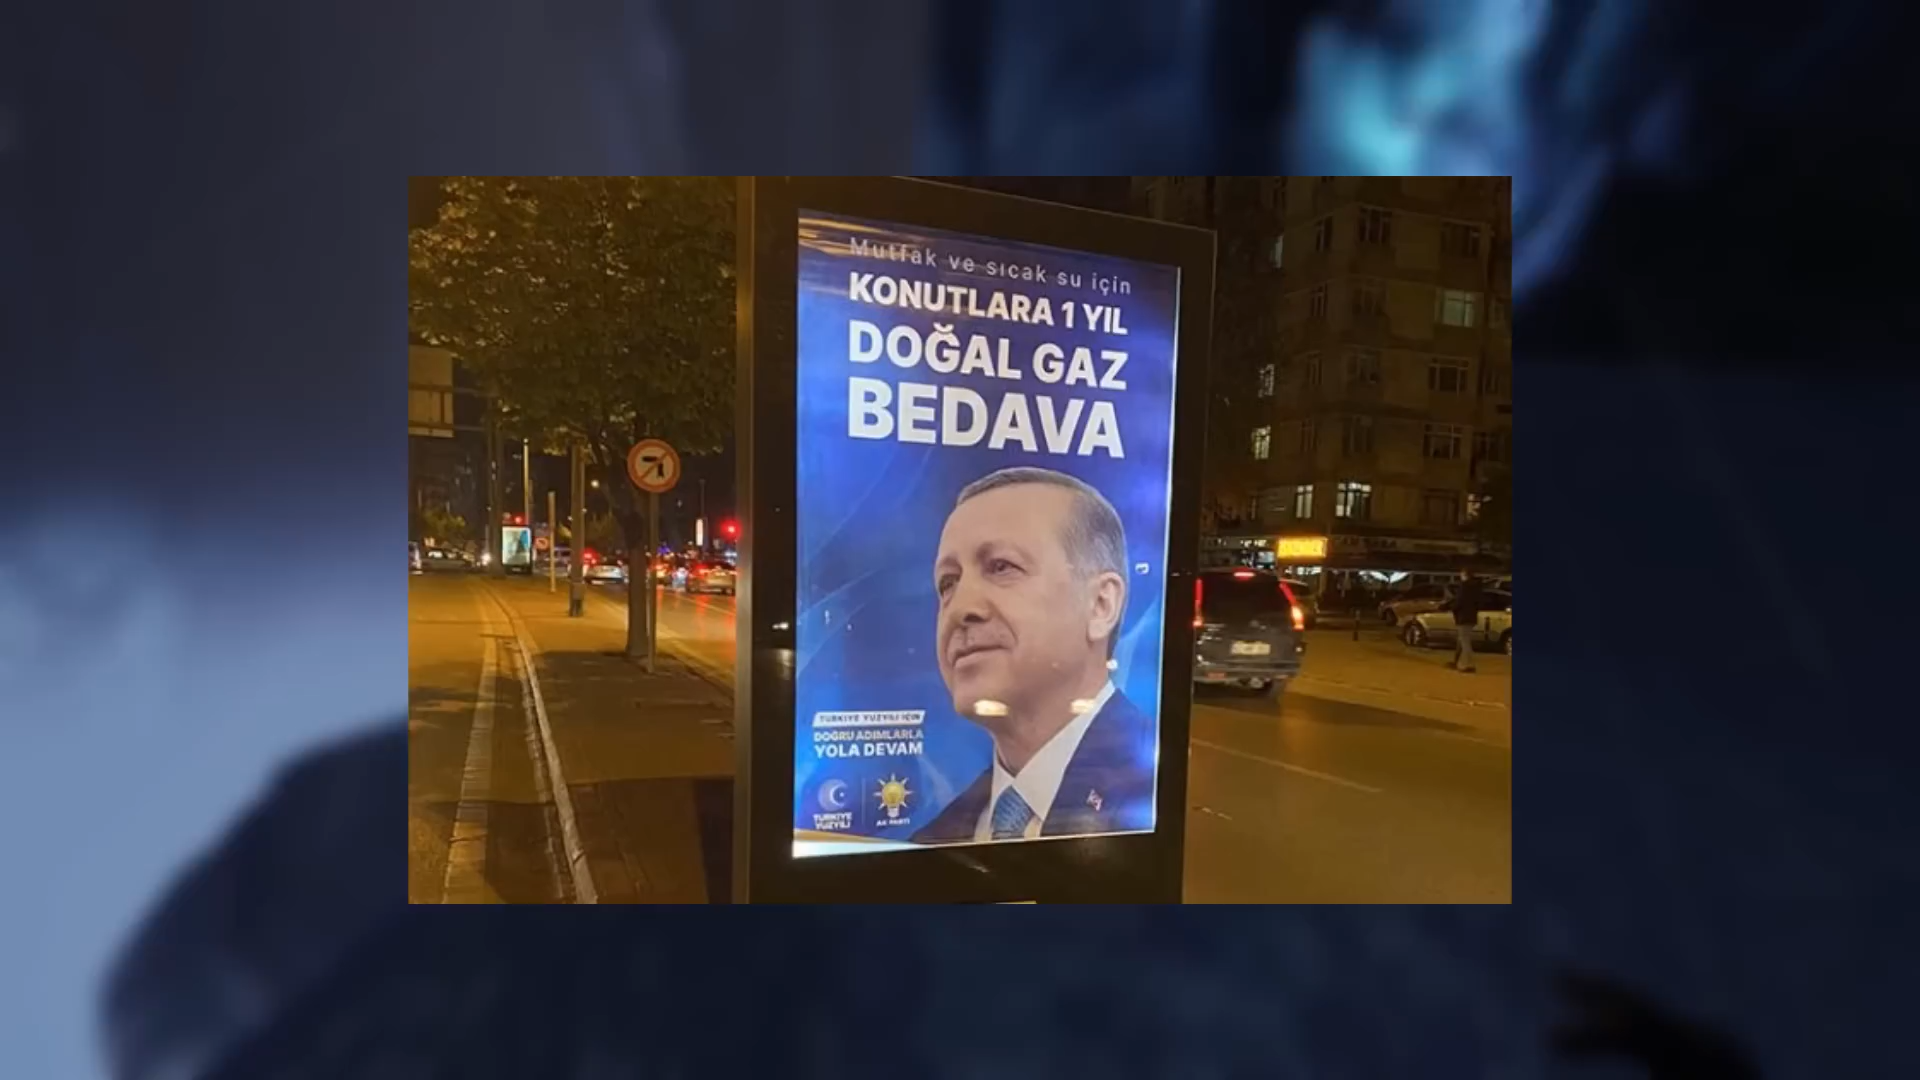 Mutfak ve sıcak su için
KONUTLARA 1 YIL
DOĞAL GAZ
BEDAVA
TÜRKİYE YÜZYILI İÇİN
DOĞRU ADIMLARLA
YOLA DEVAM
TÜRKİYE
YÜZYILI
AK PARTİ